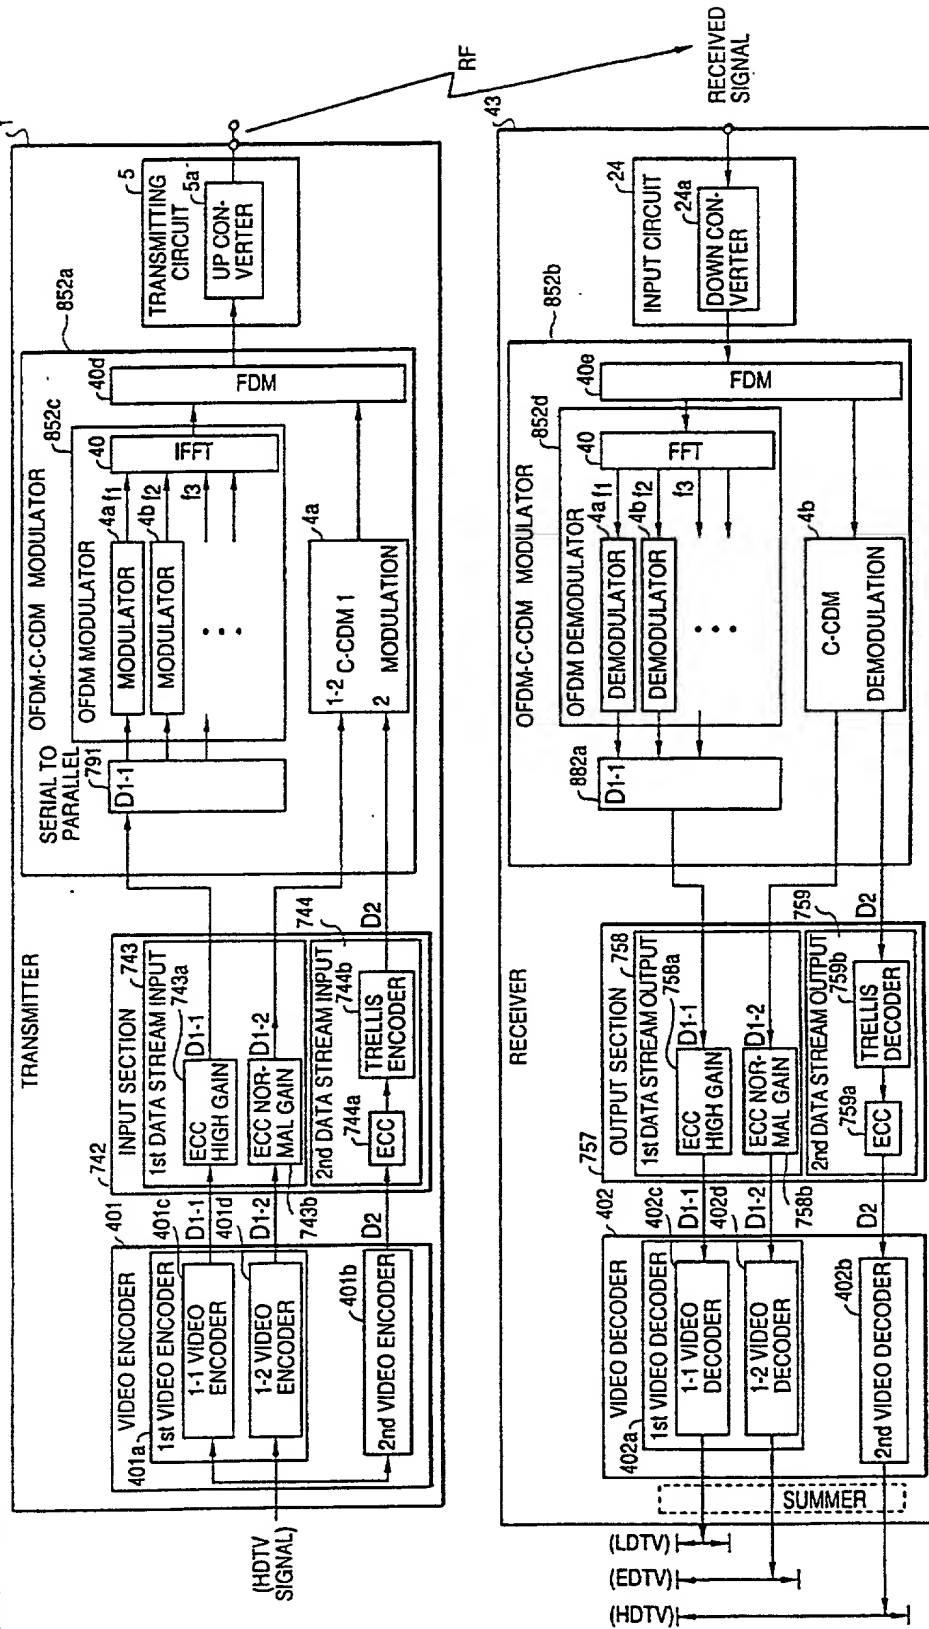 TRANSMITTER
1
(HDTV
SIGNAL)
VIDEO ENCODER
401
401a
1st VIDEO ENCODER
401c
1-1 VIDEO
ENCODER
401d
1-2 VIDEO
ENCODER
401b
2nd VIDEO ENCODER
D1-1
D1-2
D2
742
INPUT SECTION
743
1st DATA STREAM INPUT
743a
ECC
HIGH GAIN
D1-1
ECC NOR-
MAL GAIN
D1-2
743b
744
2nd DATA STREAM INPUT
744a
ECC
744b
TRELLIS
ENCODER
D2
OFDM-C-CDM MODULATOR
852a
SERIAL TO
PARALLEL
791
D1-1
OFDM MODULATOR
852c
MODULATOR
4a
f1
MODULATOR
4b
f2
f3
40
IFFT
40d
FDM
4a
1-2
C-CDM 1
2
MODULATION
TRANSMITTING
CIRCUIT
5
5a
UP CON-
VERTER
RF
RECEIVED
SIGNAL
RECEIVER
43
INPUT CIRCUIT
24
24a
DOWN CON-
VERTER
OFDM-C-CDM MODULATOR
852b
40e
FDM
OFDM DEMODULATOR
852d
40
FFT
DEMODULATOR
4a
f1
DEMODULATOR
4b
f2
f3
882a
D1-1
4b
C-CDM
DEMODULATION
757
OUTPUT SECTION
758
1st DATA STREAM OUTPUT
758a
ECC
HIGH GAIN
D1-1
ECC NOR-
MAL GAIN
D1-2
758b
759
2nd DATA STREAM OUTPUT
759a
ECC
759b
TRELLIS
DECODER
D2
D1-1
D1-2
D2
VIDEO DECODER
402
402a
1st VIDEO DECODER
402c
1-1 VIDEO
DECODER
402d
1-2 VIDEO
DECODER
402b
2nd VIDEO DECODER
SUMMER
(LDTV)
(EDTV)
(HDTV)